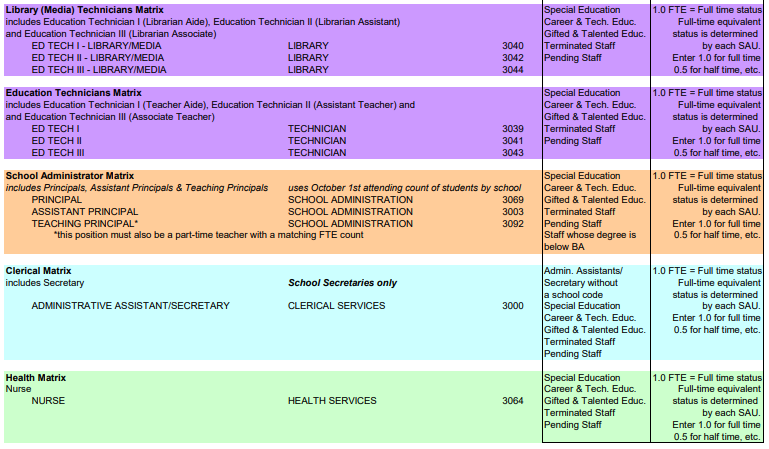 Library (Media) Technicians Matrix Special Education 1.0 FTE = Full time status
includes Education Technician I (Librarian Aide), Education Technician II (Librarian Assistant) Career & Tech. Educ. Full-time equivalent
and Education Technician III (Librarian Associate) Gifted & Talented Educ. status is determined
ED TECH I - LIBRARY/MEDIA LIBRARY 3040 Terminated Staff by each SAU.
ED TECH II - LIBRARY/MEDIA LIBRARY 3042 Pending Staff Enter 1.0 for full time
ED TECH III - LIBRARY/MEDIA LIBRARY 3044 0.5 for half time, etc.
Education Technicians Matrix Special Education 1.0 FTE = Full time status
includes Education Technician I (Teacher Aide), Education Technician II (Assistant Teacher) and Career & Tech. Educ. Full-time equivalent
and Education Technician III (Associate Teacher) Gifted & Talented Educ. status is determined
ED TECH I TECHNICIAN 3039 Terminated Staff by each SAU.
ED TECH II TECHNICIAN 3041 Pending Staff Enter 1.0 for full time
ED TECH III TECHNICIAN 3043 0.5 for half time, etc.
School Administrator Matrix Special Education 1.0 FTE = Full time status
includes Principals, Assistant Principals & Teaching Principals uses October 1st attending count of students by school Career & Tech. Educ. Full-time equivalent
PRINCIPAL SCHOOL ADMINISTRATION 3069 Gifted & Talented Educ. status is determined
ASSISTANT PRINCIPAL SCHOOL ADMINISTRATION 3003 Terminated Staff by each SAU.
TEACHING PRINCIPAL* SCHOOL ADMINISTRATION 3092 Pending Staff Enter 1.0 for full time
*this position must also be a part-time teacher with a matching FTE count Staff whose degree is 0.5 for half time, etc.
below BA
Clerical Matrix Admin. Assistants/ 1.0 FTE = Full time status
includes Secretary School Secretaries only Secretary without Full-time equivalent
a school code status is determined
ADMINISTRATIVE ASSISTANT/SECRETARY CLERICAL SERVICES 3000 Special Education by each SAU.
Career & Tech. Educ. Enter 1.0 for full time
Gifted & Talented Educ. 0.5 for half time, etc.
Terminated Staff
Pending Staff
Health Matrix Special Education 1.0 FTE = Full time status
Nurse Career & Tech. Educ. Full-time equivalent
NURSE HEALTH SERVICES 3064 Gifted & Talented Educ. status is determined
Terminated Staff by each SAU.
Pending Staff Enter 1.0 for full time
0.5 for half time, etc.